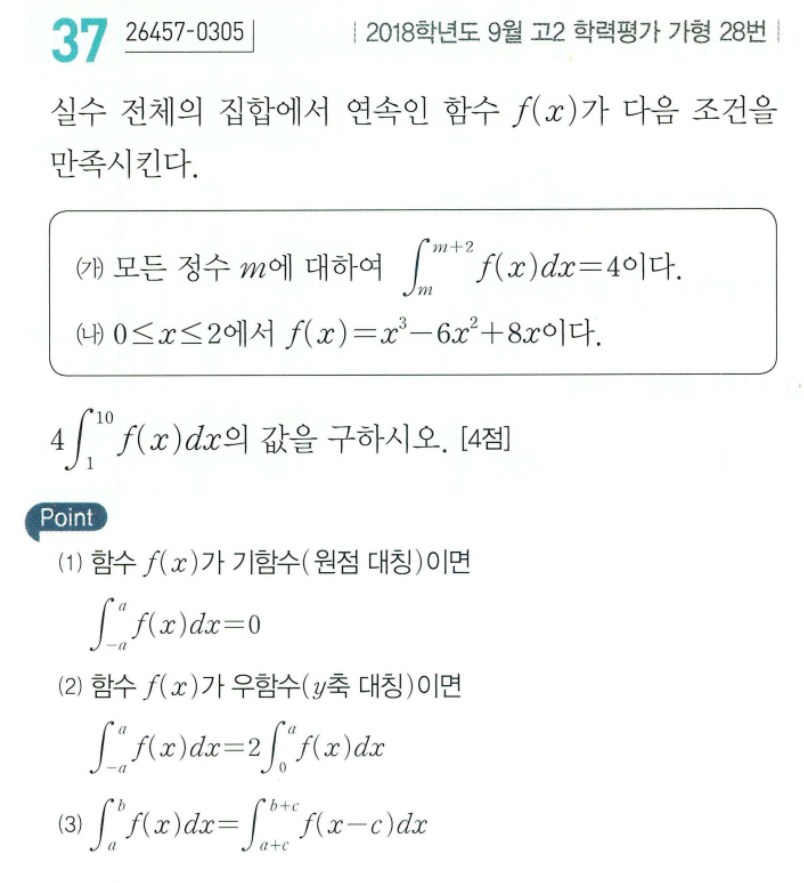 37 26457-0305 | 2018학년도 9월 고2 학력평가 가형 28번 |
실수 전체의 집합에서 연속인 함수 f(x)가 다음 조건을
만족시킨다.
㈎ 모든 정수 m에 대하여 ∫_m^{m+2} f(x)dx=4이다.
㈏ 0≤x≤2에서 f(x)=x³-6x²+8x이다.
4∫_1^{10} f(x)dx의 값을 구하시오. [4점]
Point
(1) 함수 f(x)가 기함수(원점 대칭)이면
∫_{-a}^a f(x)dx=0
(2) 함수 f(x)가 우함수(y축 대칭)이면
∫_{-a}^a f(x)dx=2∫_0^a f(x)dx
(3) ∫_a^b f(x)dx=∫_{a+c}^{b+c} f(x-c)dx